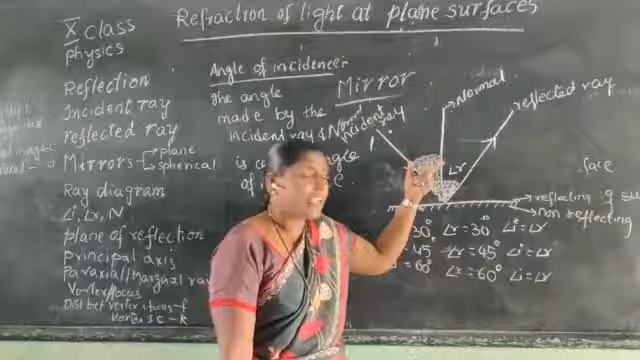 Refraction of light at plane surfaces
X class
physics
Reflection
Incident ray
reflected ray
Mirrors plane
spherical
Ray diagram
∠i, ∠r, N
plane of reflection
principal axis
Paraxial/Marginal ray
Vertex/focus
Dist bet vertex & focus - f
Vertex & C - R
Angle of incidence:
The angle
made by the
incident ray & Normal
is
of
Mirror
incident ray
Normal
reflected ray
∠r
reflecting
non reflecting
30° ∠r = 30° ∠i = ∠r
45 ∠r = 45° ∠i = ∠r
= 60° ∠r = 60° ∠i = ∠r